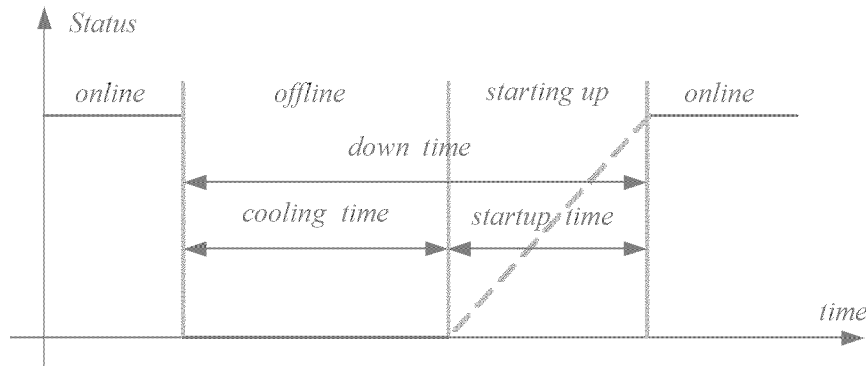 Status
online offline starting up online
down time
cooling time startup time
time